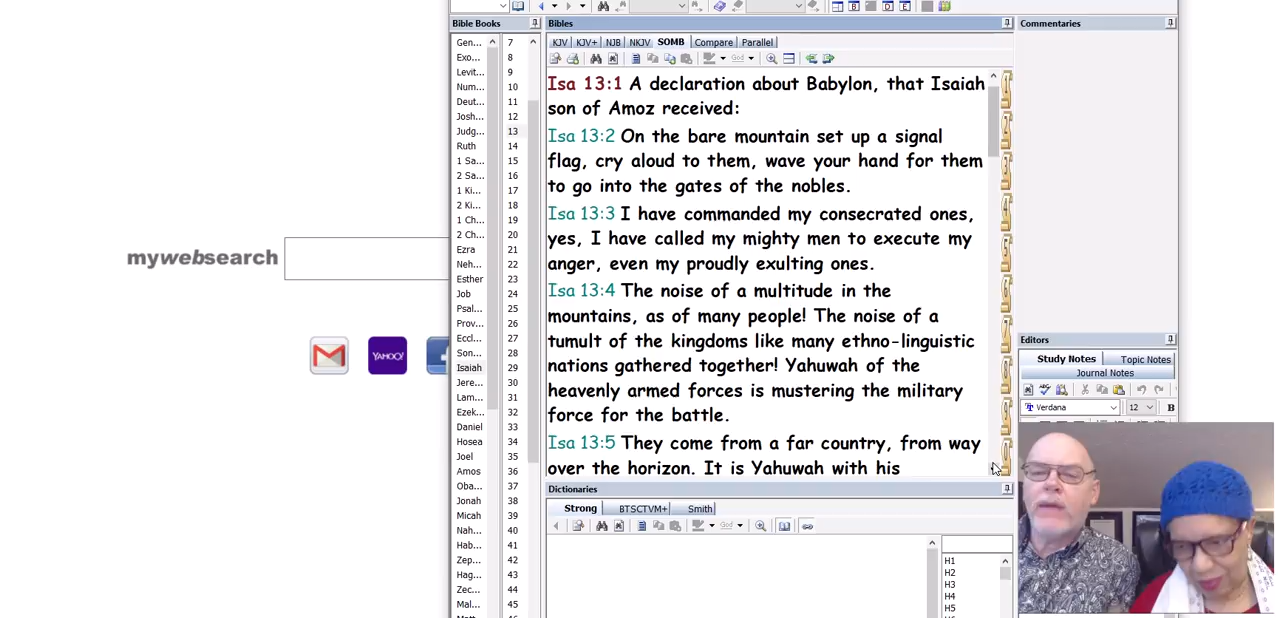 Bible Books
Bibles
Commentaries
KJV KJV+ NJB NKJV SOMB Compare Parallel
Gen... 7
Exo... 8
Levit... 9
Num... 10
Deut... 11
Josh... 12
Judg... 13
Ruth 14
1 Sa... 15
2 Sa... 16
1 Ki... 17
2 Ki... 18
1 Ch... 19
2 Ch... 20
Ezra 21
Neh... 22
Esther 23
Job 24
Psal... 25
Prov... 26
Eccl... 27
Son... 28
Isaiah 29
Jere... 30
Lam... 31
Ezek... 32
Daniel 33
Hosea 34
Joel 35
Amos 36
Oba... 37
Jonah 38
Micah 39
Nah... 40
Hab... 41
Zep... 42
Hag... 43
Zec... 44
Mal... 45
Isa 13:1 A declaration about Babylon, that Isaiah
son of Amoz received:
Isa 13:2 On the bare mountain set up a signal
flag, cry aloud to them, wave your hand for them
to go into the gates of the nobles.
Isa 13:3 I have commanded my consecrated ones,
yes, I have called my mighty men to execute my
anger, even my proudly exulting ones.
Isa 13:4 The noise of a multitude in the
mountains, as of many people! The noise of a
tumult of the kingdoms like many ethno-linguistic
nations gathered together! Yahuwah of the
heavenly armed forces is mustering the military
force for the battle.
Isa 13:5 They come from a far country, from way
over the horizon. It is Yahuwah with his
mywebsearch
YAHOO!
Editors
Study Notes Topic Notes
Journal Notes
Verdana 12 B
Dictionaries
Strong BTSCTVM+ Smith
H1
H2
H3
H4
H5